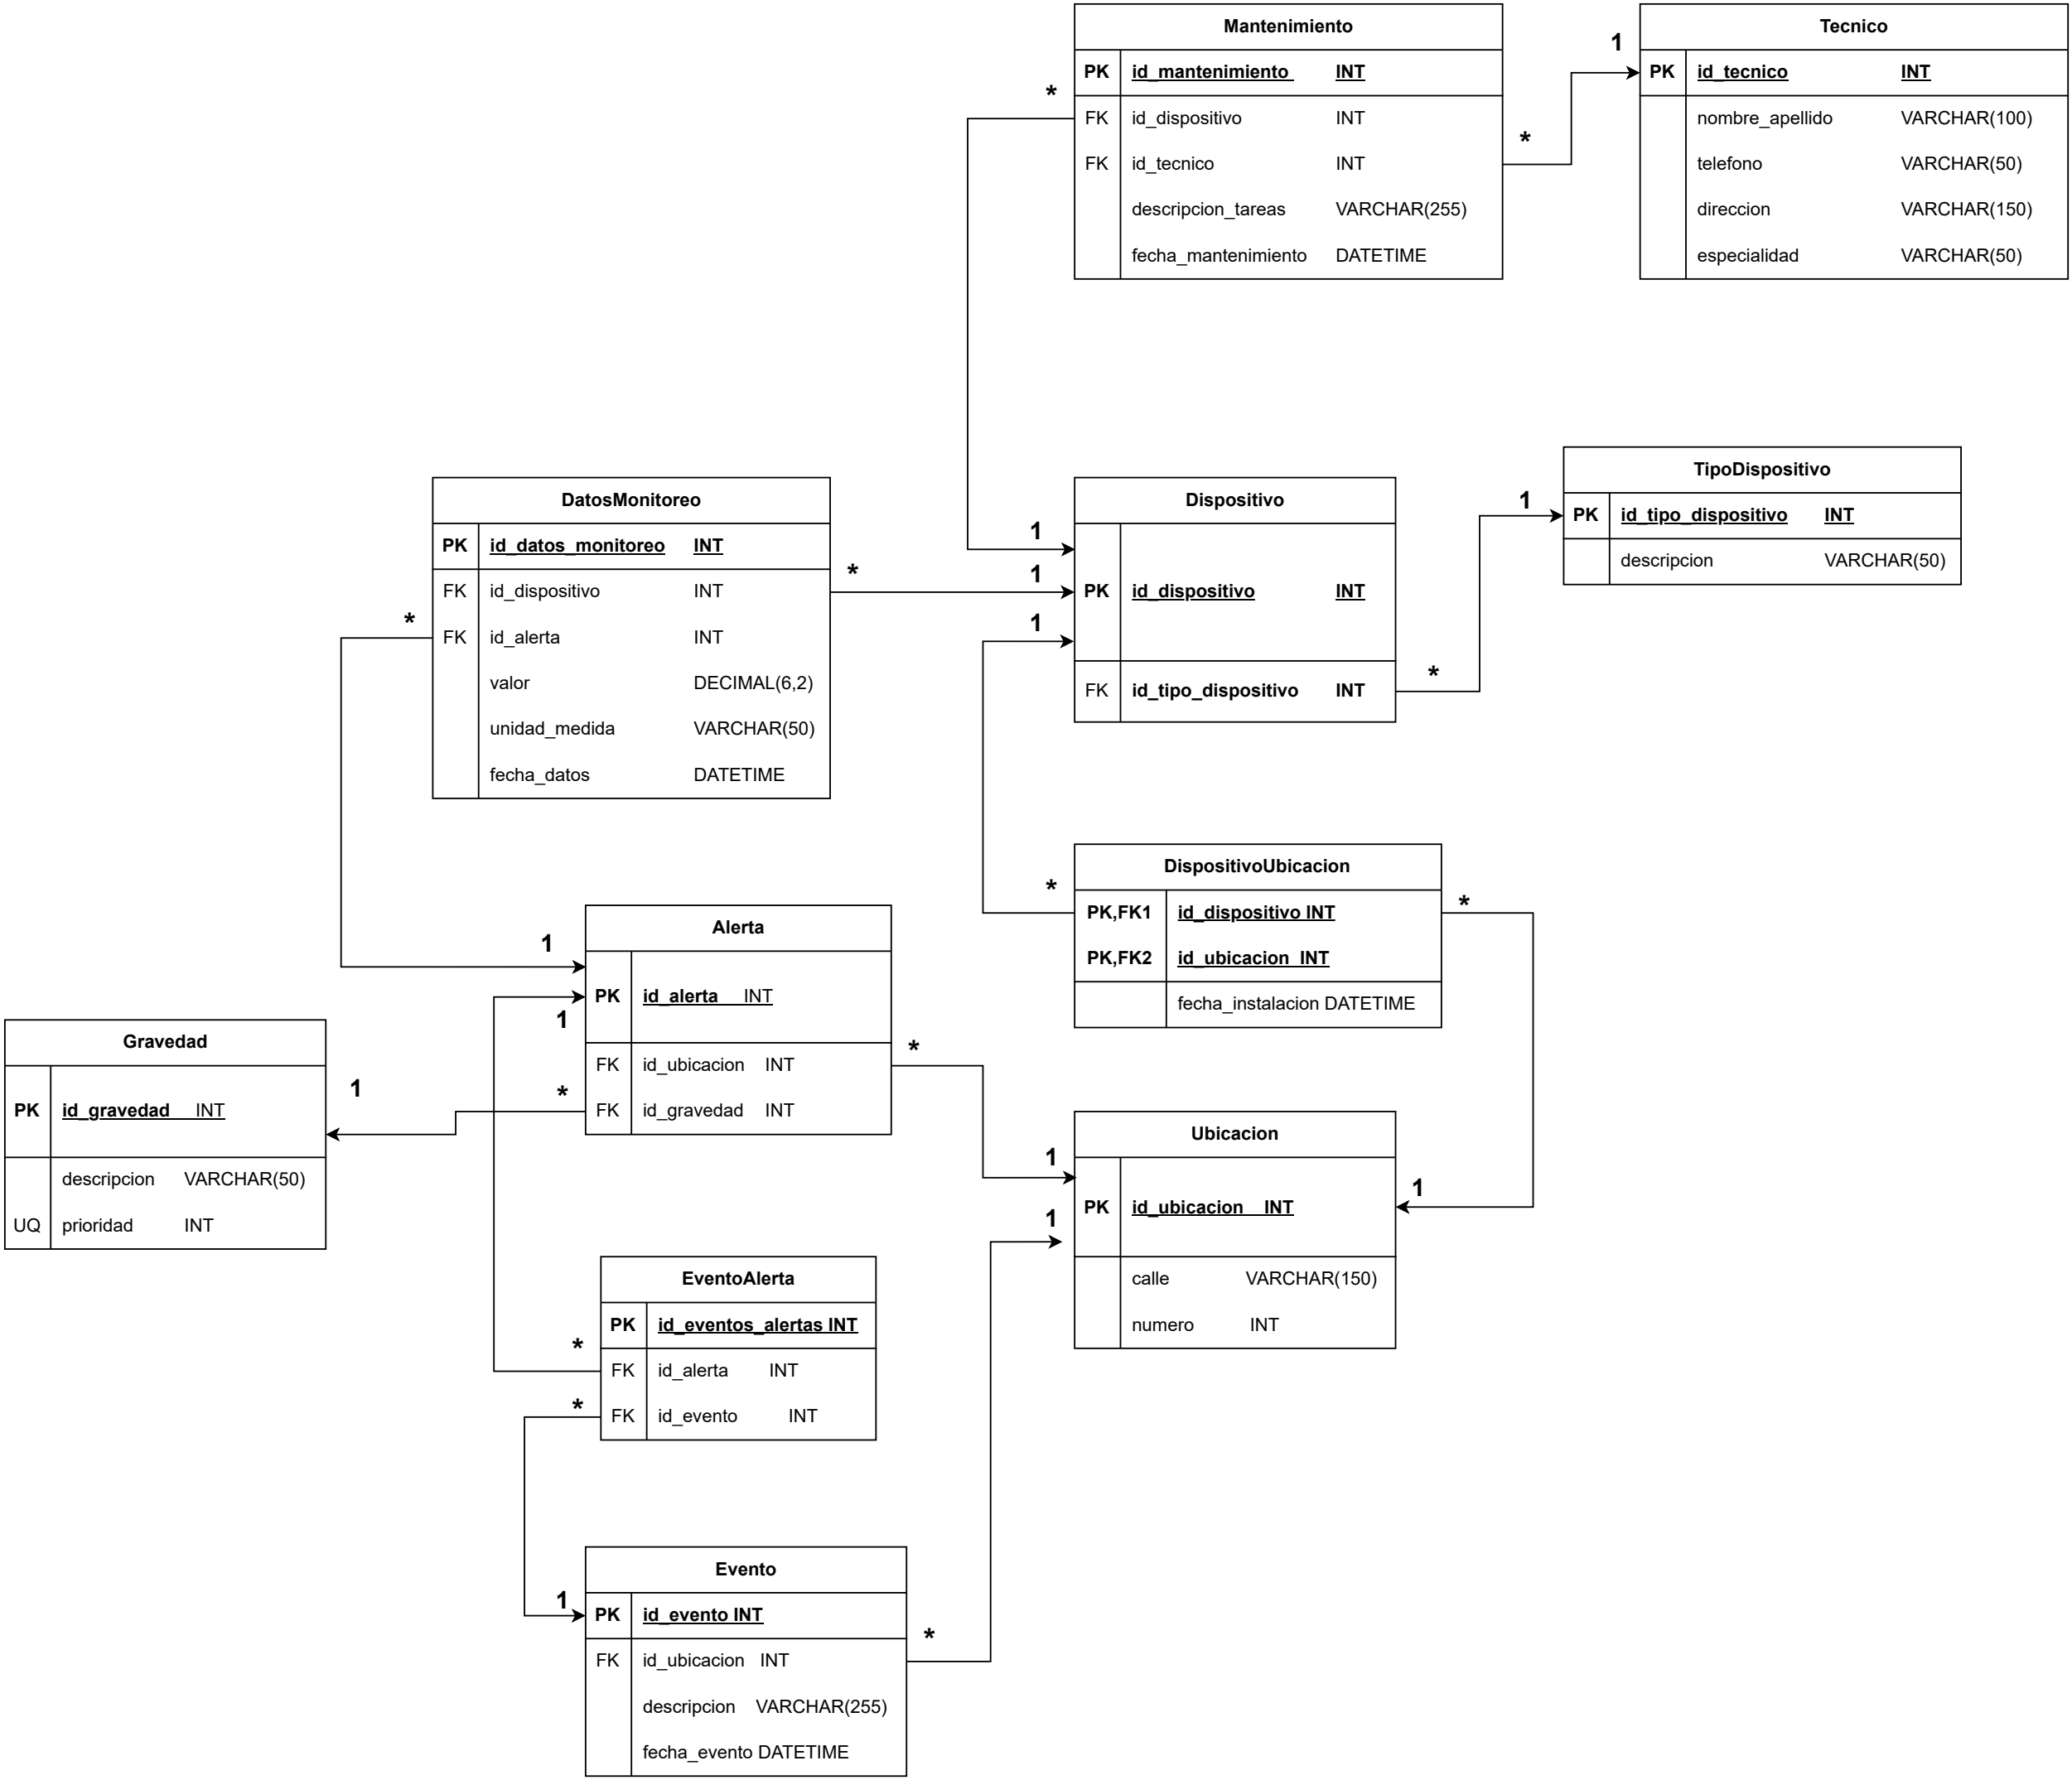 Mantenimiento
PK id_mantenimiento INT
FK id_dispositivo INT
FK id_tecnico INT
descripcion_tareas VARCHAR(255)
fecha_mantenimiento DATETIME
*
*
1
Tecnico
PK id_tecnico INT
nombre_apellido VARCHAR(100)
telefono VARCHAR(50)
direccion VARCHAR(150)
especialidad VARCHAR(50)
DatosMonitoreo
PK id_datos_monitoreo INT
FK id_dispositivo INT
FK id_alerta INT
valor DECIMAL(6,2)
unidad_medida VARCHAR(50)
fecha_datos DATETIME
*
*
1
1
1
Dispositivo
PK id_dispositivo INT
FK id_tipo_dispositivo INT
*
1
TipoDispositivo
PK id_tipo_dispositivo INT
descripcion VARCHAR(50)
DispositivoUbicacion
PK,FK1 id_dispositivo INT
PK,FK2 id_ubicacion INT
fecha_instalacion DATETIME
*
*
Alerta
PK id_alerta INT
FK id_ubicacion INT
FK id_gravedad INT
1
1
*
*
Gravedad
PK id_gravedad INT
descripcion VARCHAR(50)
UQ prioridad INT
1
Ubicacion
PK id_ubicacion INT
calle VARCHAR(150)
numero INT
1
1
1
EventoAlerta
PK id_eventos_alertas INT
FK id_alerta INT
FK id_evento INT
*
*
Evento
PK id_evento INT
FK id_ubicacion INT
descripcion VARCHAR(255)
fecha_evento DATETIME
1
*